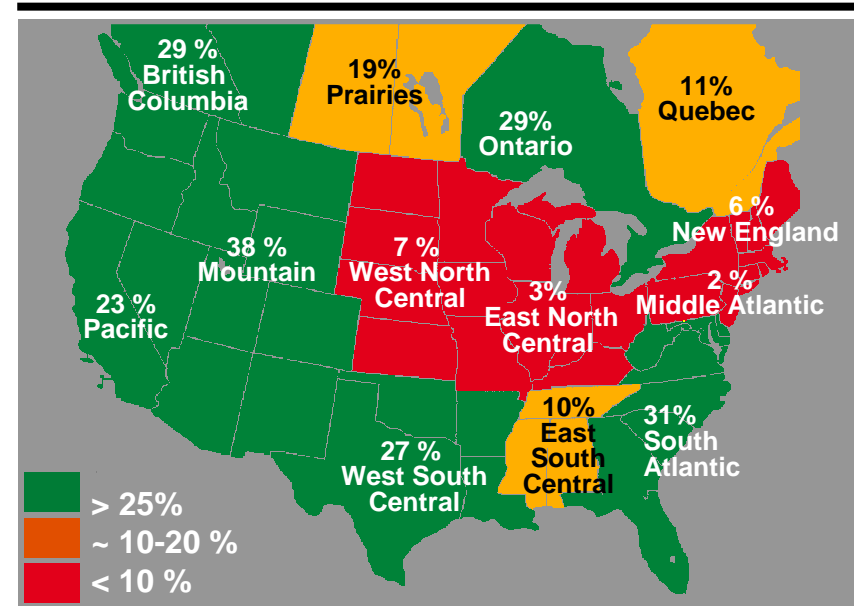 29 %
British
Columbia
19%
Prairies
29%
Ontario
11%
Quebec
6 %
New England
38 %
Mountain
7 %
West North
Central
2 %
Middle Atlantic
3%
East North
Central
23 %
Pacific
10%
East
South
Central
31%
South
Atlantic
27 %
West South
Central
> 25%
~ 10-20 %
< 10 %